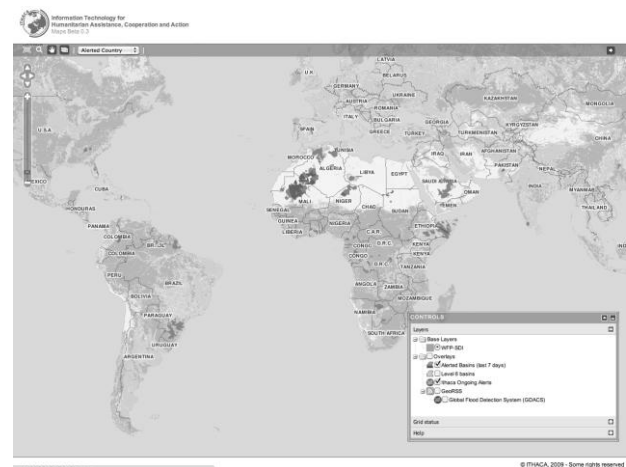 Information Technology for
Humanitarian Assistance, Cooperation and Action
Maps Beta 0.3
Alerted Country
LATVIA
U.K.
BELARUS
GERMANY
UKRAINE
KAZAKHSTAN
MONGOLIA
AUSTRIA
ROMANIA
ITALY
BULGARIA
GEORGIA
KYRGYZSTAN
U.S.A.
SPAIN
GREECE
TURKEY
TURKMENISTAN
CHINA
TUNISIA
IRAQ
IRAN
AFGHANISTAN
MOROCCO
ALGERIA
LIBYA
EGYPT
PAKISTAN
NEPAL
MEXICO
CUBA
SAUDI ARABIA
OMAN
INDIA
MYANMAR
HONDURAS
MALI
NIGER
CHAD
SUDAN
YEMEN
THAILAND
SENEGAL
PANAMA
GUINEA
NIGERIA
ETHIOPIA
LIBERIA
C.A.R.
COLOMBIA
BRAZIL
CONGO
D.R.C.
KENYA
COLOMBIA
CONGO
KENYA
PERU
D.R.C.
TANZANIA
BRAZIL
ANGOLA
ZAMBIA
BOLIVIA
MOZAMBIQUE
NAMIBIA
PARAGUAY
SOUTH AFRICA
URUGUAY
ARGENTINA
CONTROLS
Layers
Base Layers
WFP-SDI
Overlays
Alerted Basins (last 7 days)
Level 6 basins
Ithaca Ongoing Alerts
GeoRSS
Global Flood Detection System (GDACS)
Grid status
Help
© ITHACA, 2009 - Some rights reserved